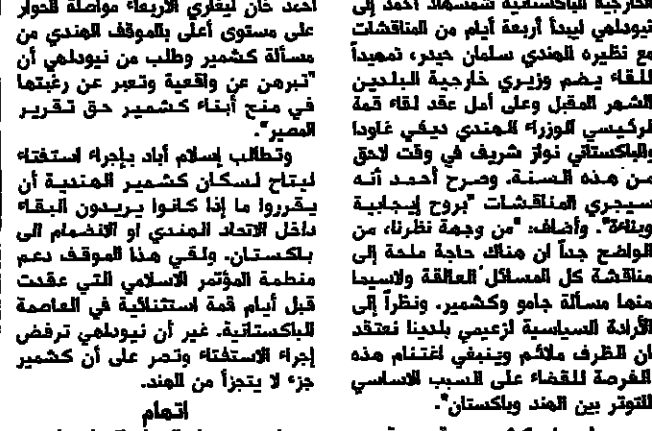 الخارجية الباكستانية شمشهاد أحمد إلى
نيودلهي ليبدأ أربعة أيام من المناقشات
مع نظيره الهندي سلمان حيدر، تمهيداً
للقاء يضم وزيري خارجية البلدين
الشهر المقبل وعلى أمل عقد لقاء قمة
لرئيسي الوزراء الهندي ديفي غاودا
والباكستاني نواز شريف في وقت لاحق
من هذه السنة. وصرح أحمد أنه
سيجري المناقشات "بروح إيجابية
وبناءة". وأضاف: "من وجهة نظرنا، من
الواضح جداً ان هناك حاجة ملحة إلى
مناقشة كل المسائل العالقة ولاسيما
منها مسألة جامو وكشمير. ونظراً إلى
الأرادة السياسية لزعيمي بلدينا نعتقد
ان الظرف ملائم وينبغي اغتنام هذه
الفرصة للقضاء على السبب الاساسي
للتوتر بين الهند وباكستان".
احمد خان ليغاري الأربعاء مواصلة الحوار
على مستوى أعلى بالموقف الهندي من
مسألة كشمير وطلب من نيودلهي أن
"تبرهن عن واقعية وتعبر عن رغبتها
في منح أبناء كشمير حق تقرير
المصير".
وتطالب إسلام أباد بإجراء استفتاء
ليتاح لسكان كشمير الهندية أن
يقرروا ما إذا كانوا يريدون البقاء
داخل الاتحاد الهندي او الانضمام الى
باكستان. ولقي هذا الموقف دعم
منظمة المؤتمر الاسلامي التي عقدت
قبل أيام قمة استثنائية في العاصمة
الباكستانية. غير أن نيودلهي ترفض
إجراء الاستفتاء وتصر على أن كشمير
جزء لا يتجزأ من الهند.
اتهام